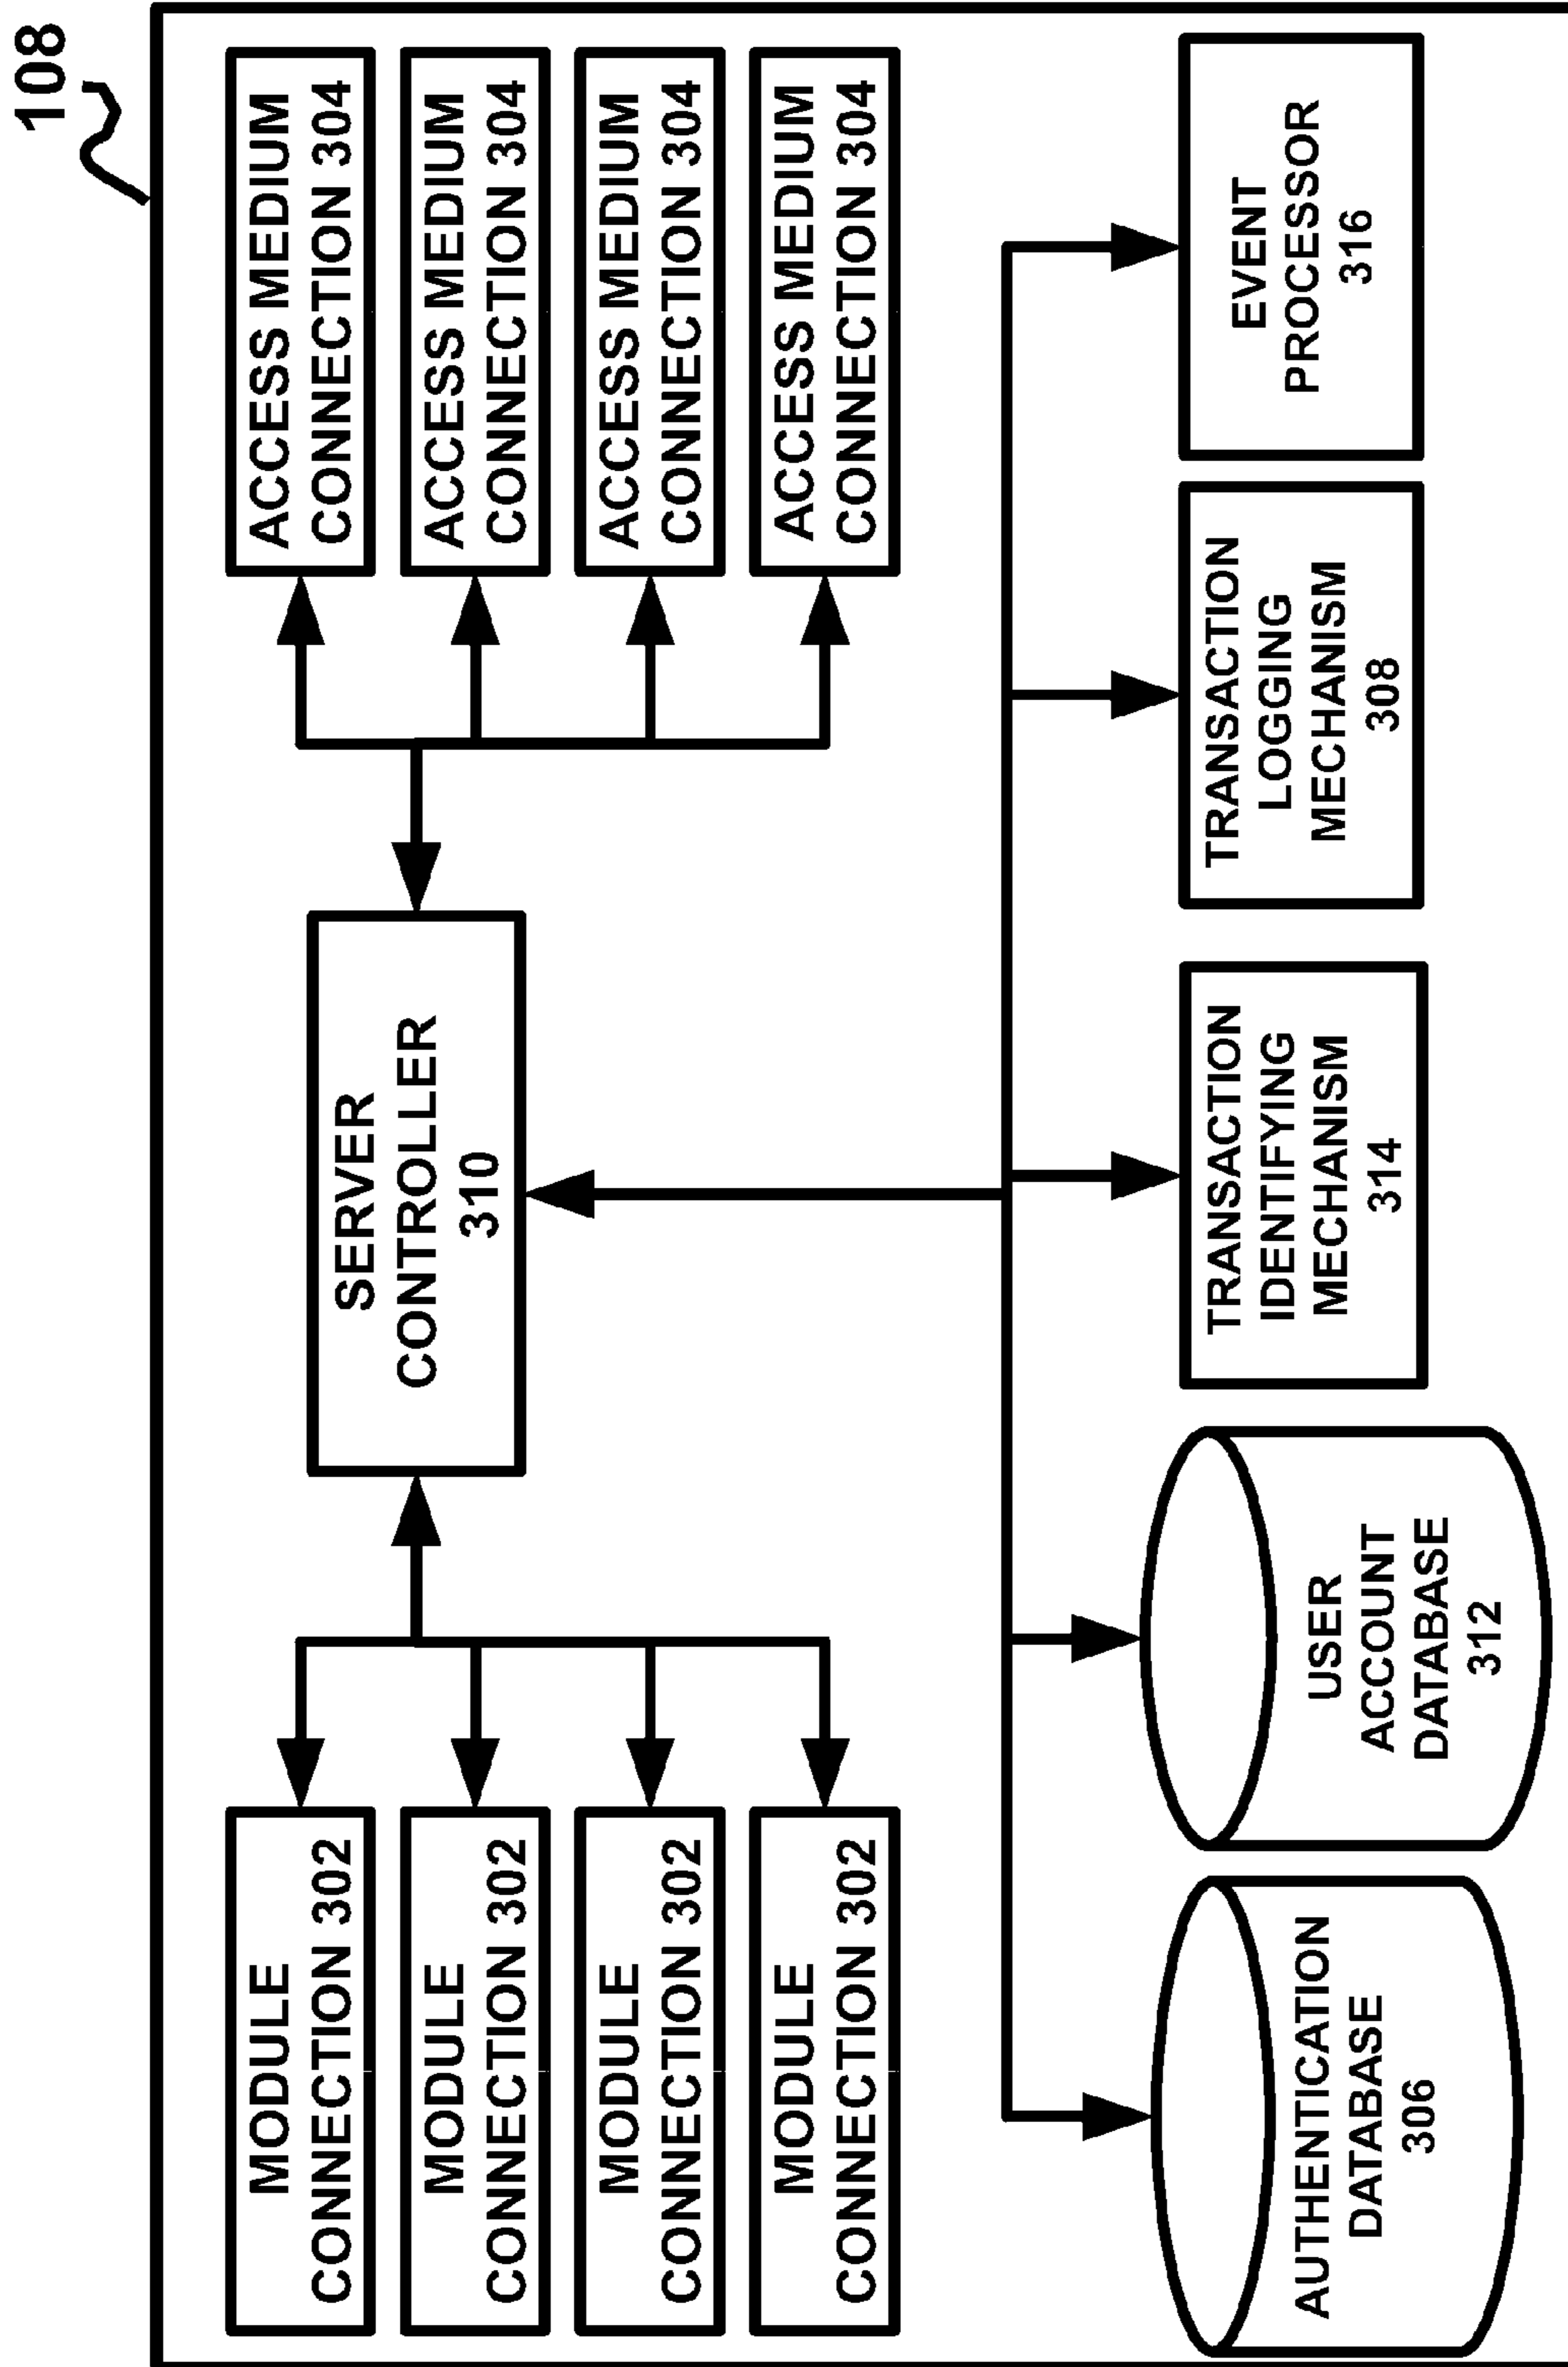 108
MODULE
CONNECTION 302
MODULE
CONNECTION 302
MODULE
CONNECTION 302
MODULE
CONNECTION 302
SERVER
CONTROLLER
310
ACCESS MEDIUM
CONNECTION 304
ACCESS MEDIUM
CONNECTION 304
ACCESS MEDIUM
CONNECTION 304
ACCESS MEDIUM
CONNECTION 304
AUTHENTICATION
DATABASE
306
USER
ACCOUNT
DATABASE
312
TRANSACTION
IDENTIFYING
MECHANISM
314
TRANSACTION
LOGGING
MECHANISM
308
EVENT
PROCESSOR
316